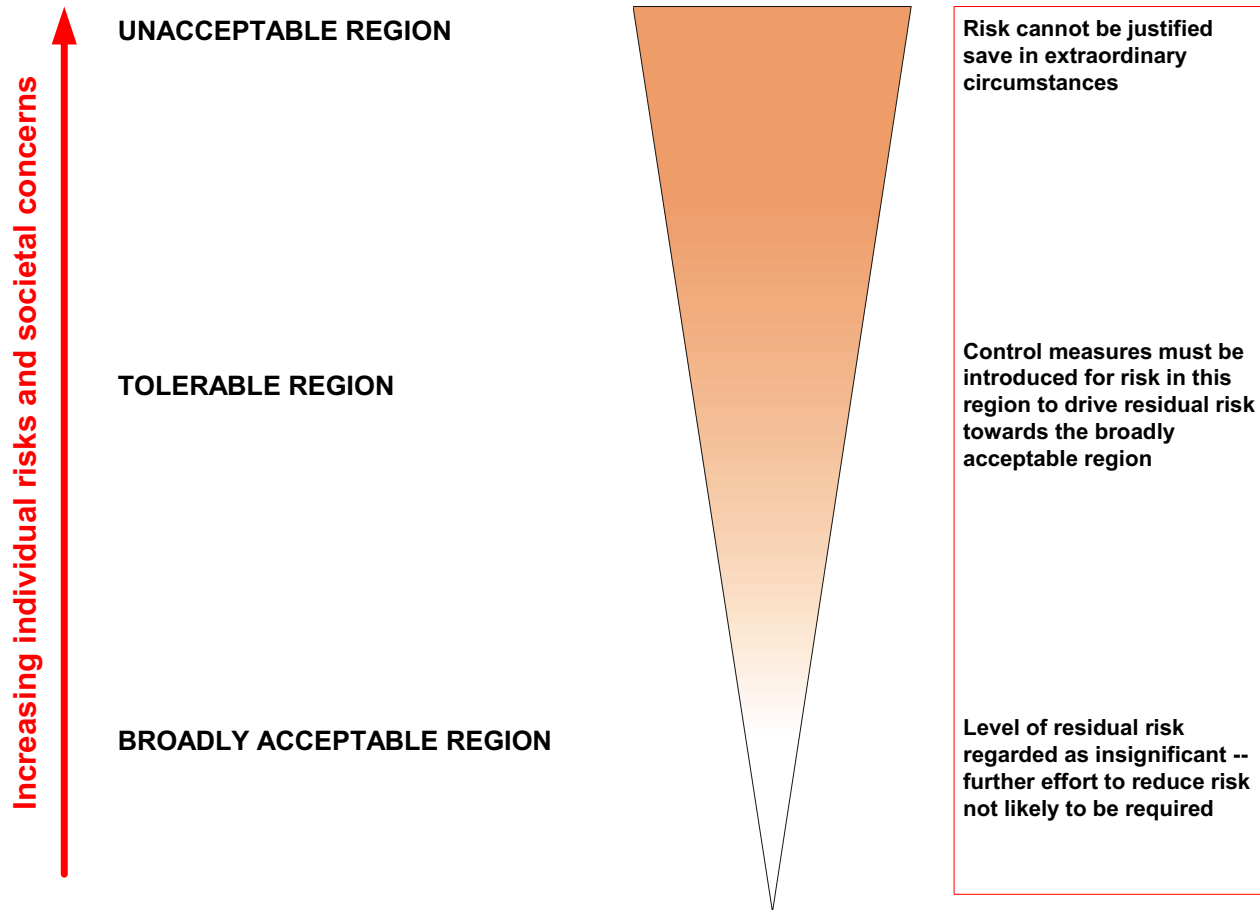 Increasing individual risks and societal concerns
UNACCEPTABLE REGION
Risk cannot be justified
save in extraordinary
circumstances
TOLERABLE REGION
Control measures must be
introduced for risk in this
region to drive residual risk
towards the broadly
acceptable region
BROADLY ACCEPTABLE REGION
Level of residual risk
regarded as insignificant --
further effort to reduce risk
not likely to be required